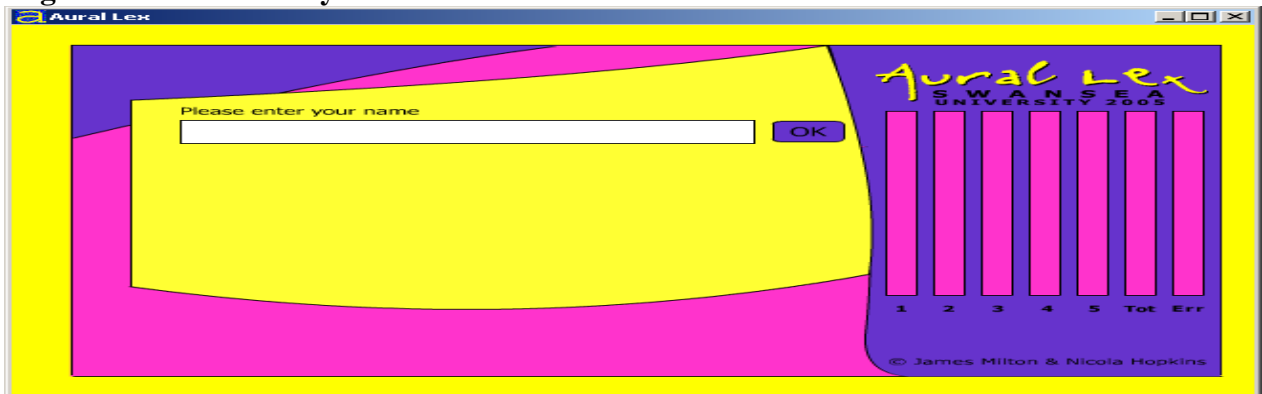 Aural Lex
Aural Lex
SWANSEA
UNIVERSITY 2005
Please enter your name
OK
1 2 3 4 5 Tot Err
© James Milton & Nicola Hopkins